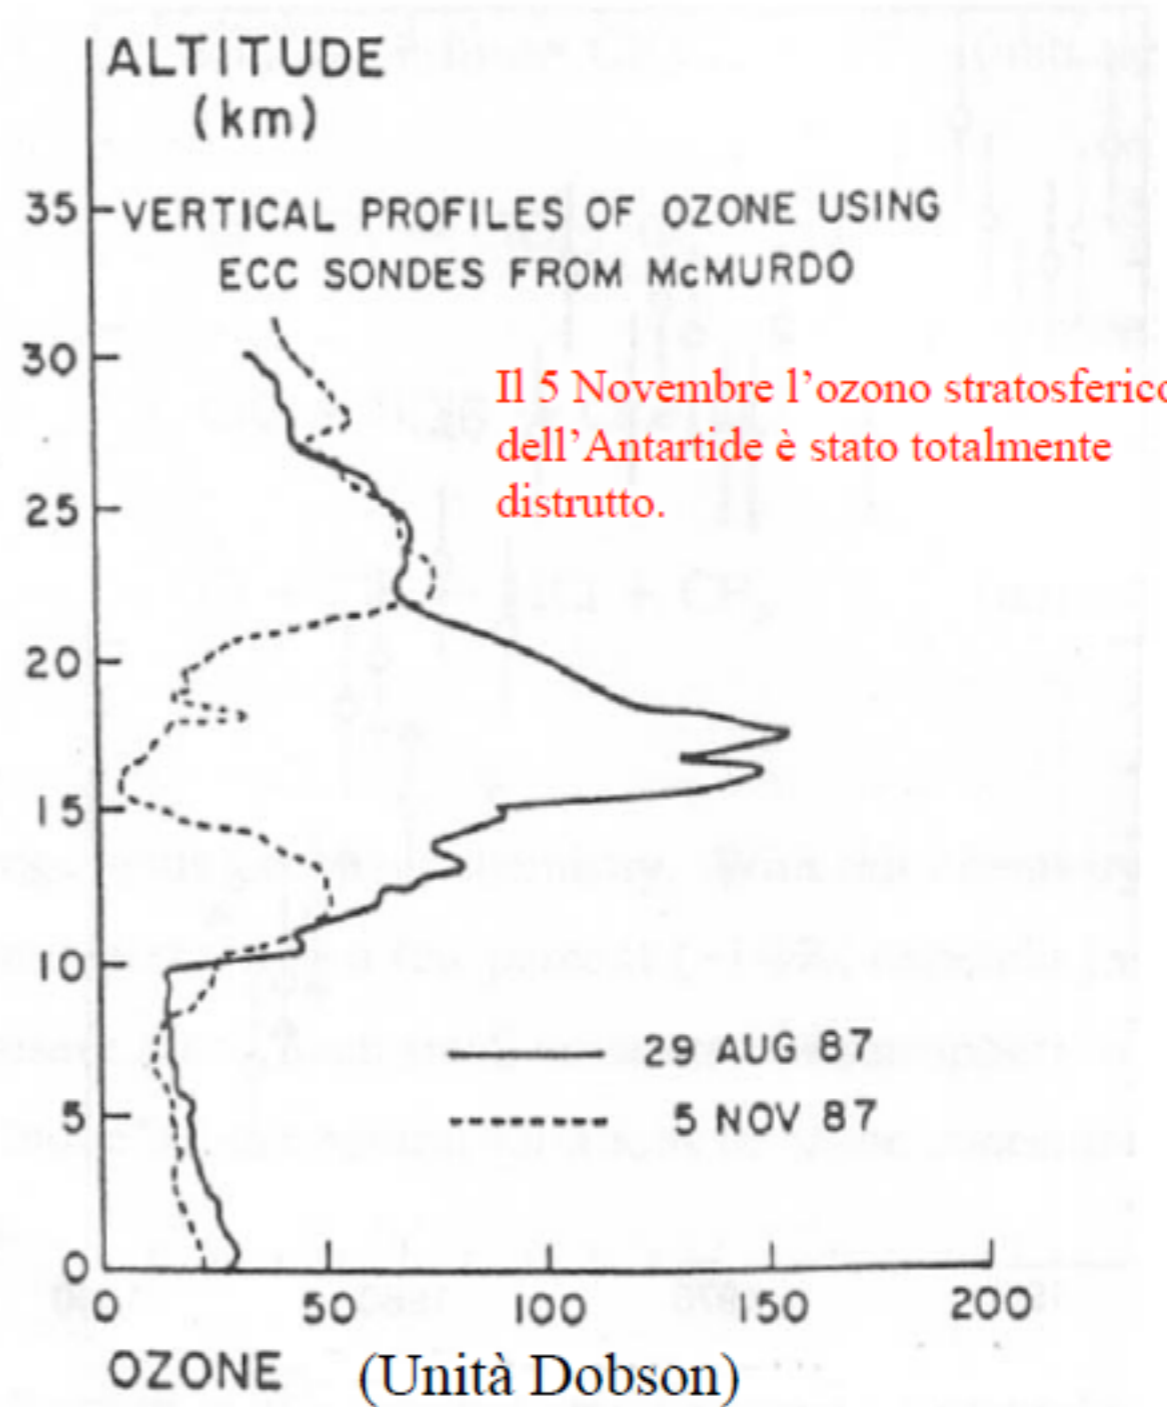 ALTITUDE
(km)
35
VERTICAL PROFILES OF OZONE USING
ECC SONDES FROM McMURDO
30
Il 5 Novembre l'ozono stratosferico
dell'Antartide è stato totalmente
distrutto.
25
20
15
10
29 AUG 87
5
5 NOV 87
0
0 50 100 150 200
OZONE (Unità Dobson)